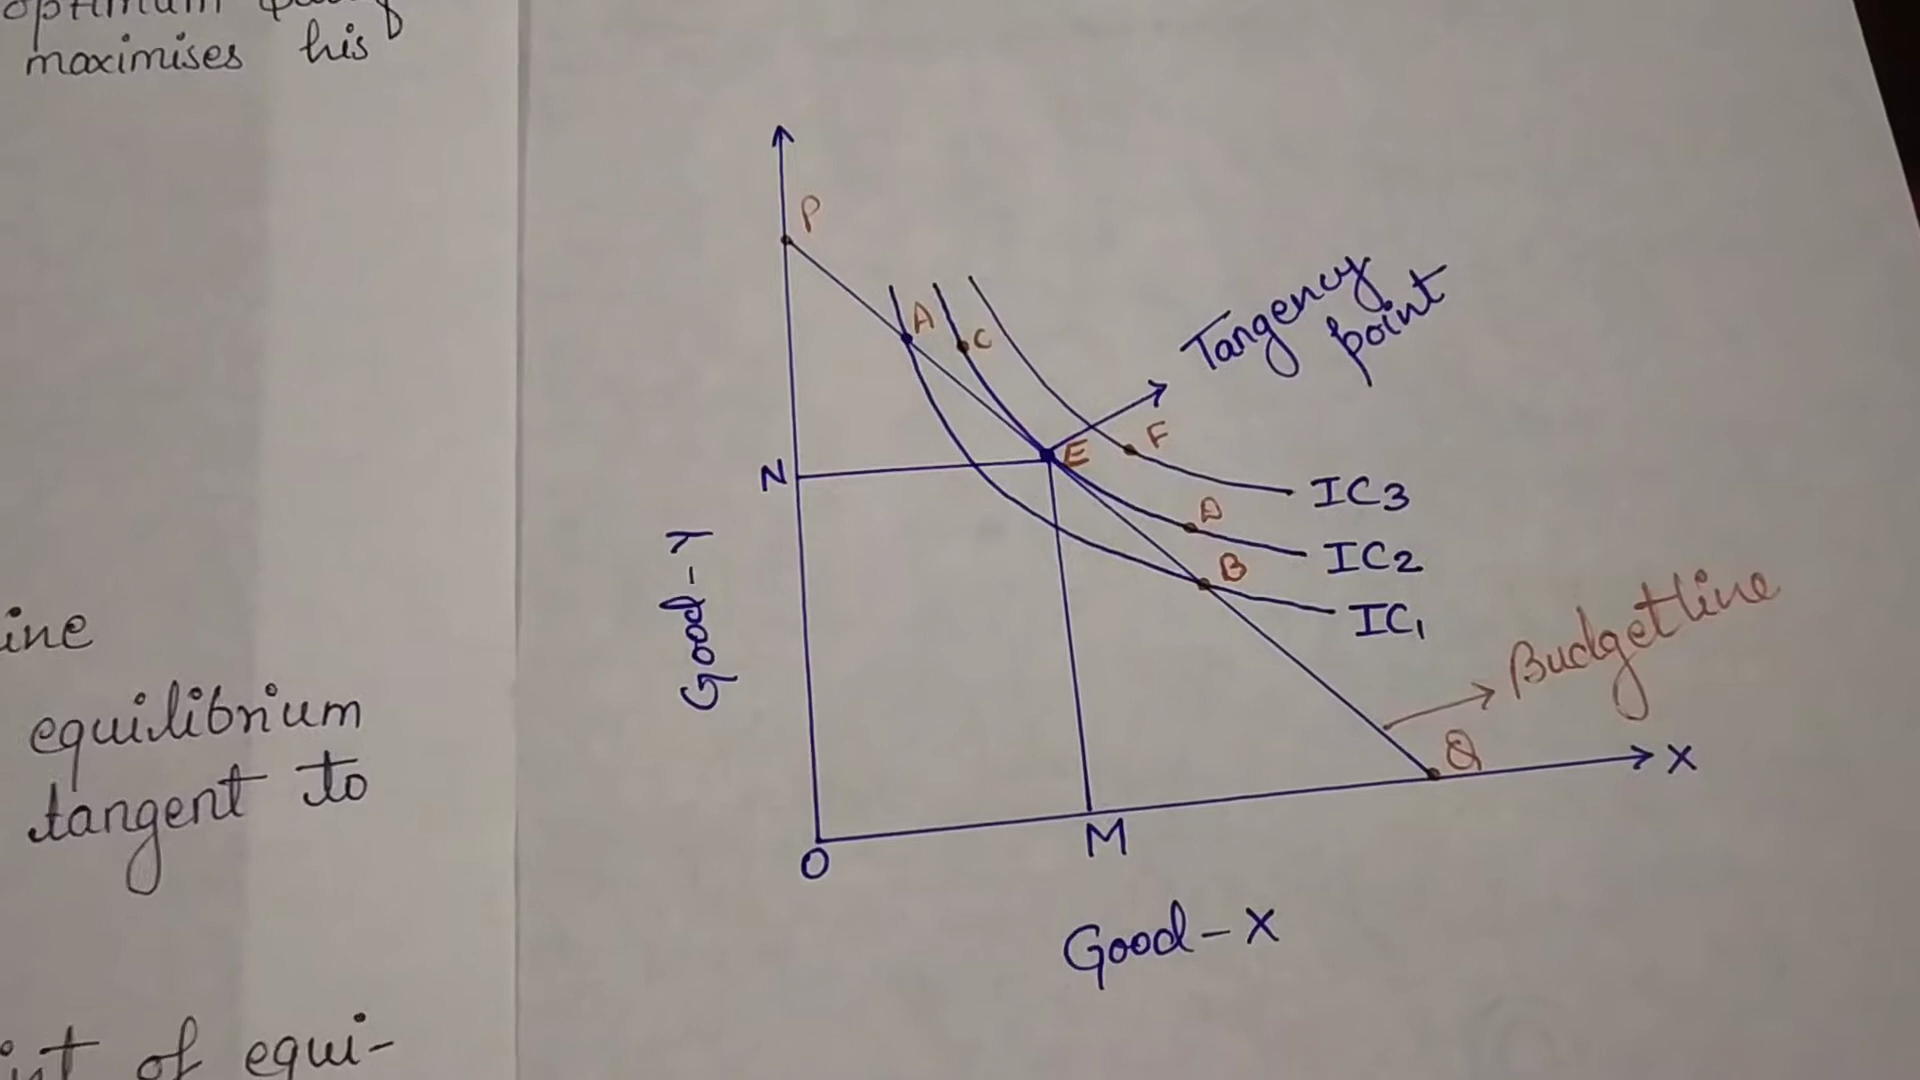 maximises his
ine
equilibrium
tangent to
of equi-
P
A
C
Tangency
point
E
F
N
IC3
D
IC2
B
IC1
Good-Y
Budgetline
Q
X
M
O
Good-X